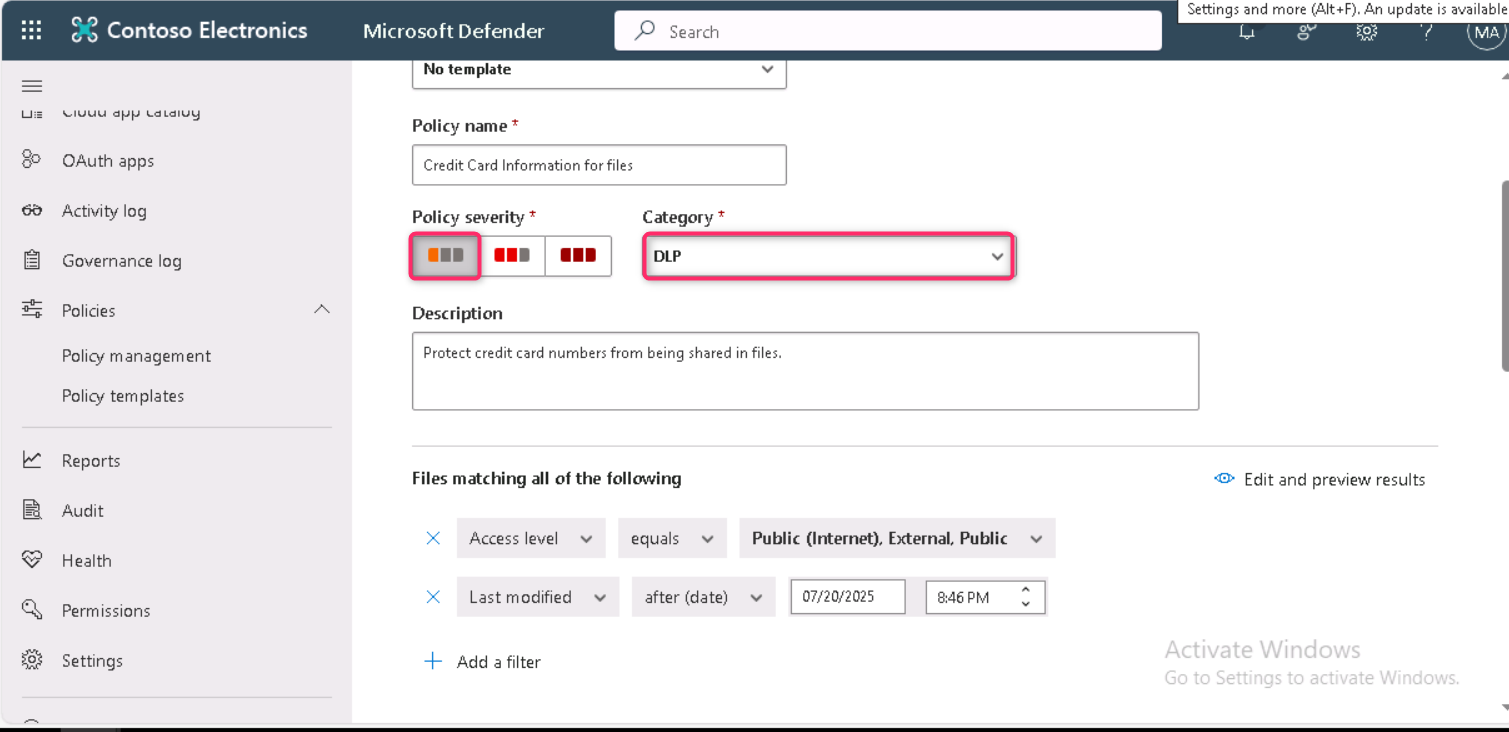 Settings and more (Alt+F). An update is available
Contoso Electronics
Microsoft Defender
Search
?
MA
Cloud app catalog
OAuth apps
Activity log
Governance log
Policies
Policy management
Policy templates
Reports
Audit
Health
Permissions
Settings
No template
Policy name *
Credit Card Information for files
Policy severity *
Category *
DLP
Description
Protect credit card numbers from being shared in files.
Files matching all of the following
Edit and preview results
Access level equals Public (Internet), External, Public
Last modified after (date) 07/20/2025 8:46 PM
Add a filter
Activate Windows
Go to Settings to activate Windows.